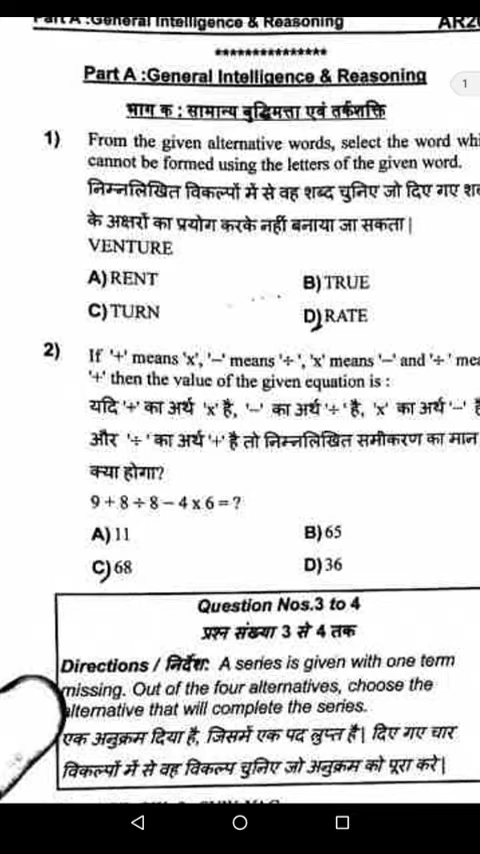 ***************
Part A :General Intelligence & Reasoning
1
भाग क : सामान्य बुद्धिमत्ता एवं तर्कशक्ति
1) From the given alternative words, select the word whi
cannot be formed using the letters of the given word.
निम्नलिखित विकल्पों में से वह शब्द चुनिए जो दिए गए श
के अक्षरों का प्रयोग करके नहीं बनाया जा सकता|
VENTURE
A) RENT B) TRUE
C) TURN D) RATE
2) If '+' means 'x', '–' means '÷', 'x' means '–' and '÷' mea
'+' then the value of the given equation is :
यदि '+' का अर्थ 'x' है, '–' का अर्थ '÷' है, 'x' का अर्थ '–' है
और '÷' का अर्थ '+' है तो निम्नलिखित समीकरण का मान
क्या होगा?
9 + 8 ÷ 8 – 4 x 6 = ?
A) 11 B) 65
C) 68 D) 36
Question Nos.3 to 4
प्रश्न संख्या 3 से 4 तक
Directions / निर्देश: A series is given with one term
missing. Out of the four alternatives, choose the
alternative that will complete the series.
एक अनुक्रम दिया है, जिसमें एक पद लुप्त है| दिए गए चार
विकल्पों में से वह विकल्प चुनिए जो अनुक्रम को पूरा करे|